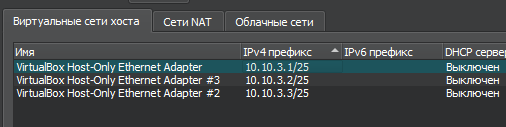 Виртуальные сети хоста Сети NAT Облачные сети
Имя IPv4 префикс IPv6 префикс DHCP сервер
VirtualBox Host-Only Ethernet Adapter 10.10.3.1/25 Выключен
VirtualBox Host-Only Ethernet Adapter #3 10.10.3.2/25 Выключен
VirtualBox Host-Only Ethernet Adapter #2 10.10.3.3/25 Выключен